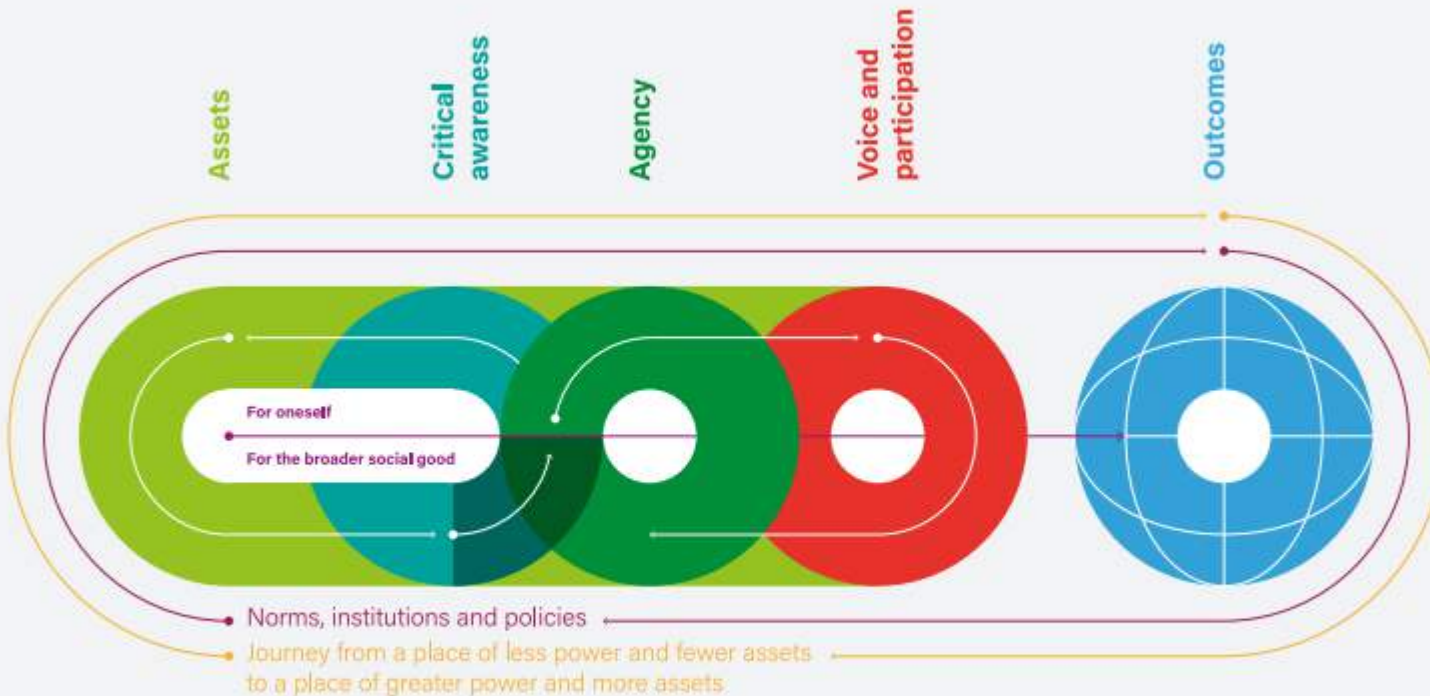 Assets
Critical
awareness
Agency
Voice and
participation
Outcomes
For oneself
For the broader social good
Norms, institutions and policies
Journey from a place of less power and fewer assets
to a place of greater power and more assets